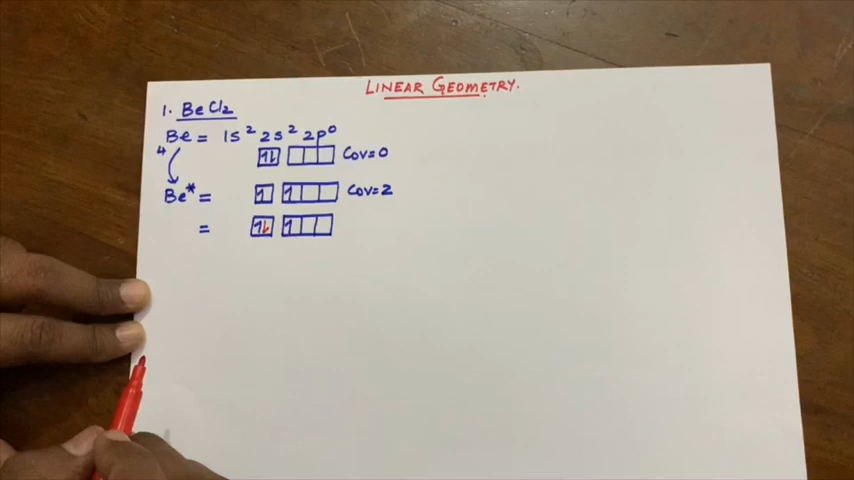 LINEAR GEOMETRY.
1. BeCl2
Be = 1s² 2s² 2p⁰
4
↿⇂ Cov=0
Be* = ↿ ↿ Cov=2
= ↿⇂ ↿